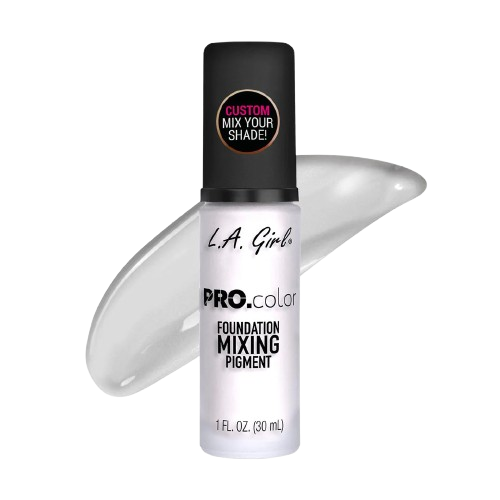 CUSTOM
MIX YOUR
SHADE!
L.A. Girl®
PRO.color
FOUNDATION
MIXING
PIGMENT
1 FL. OZ. (30 mL)